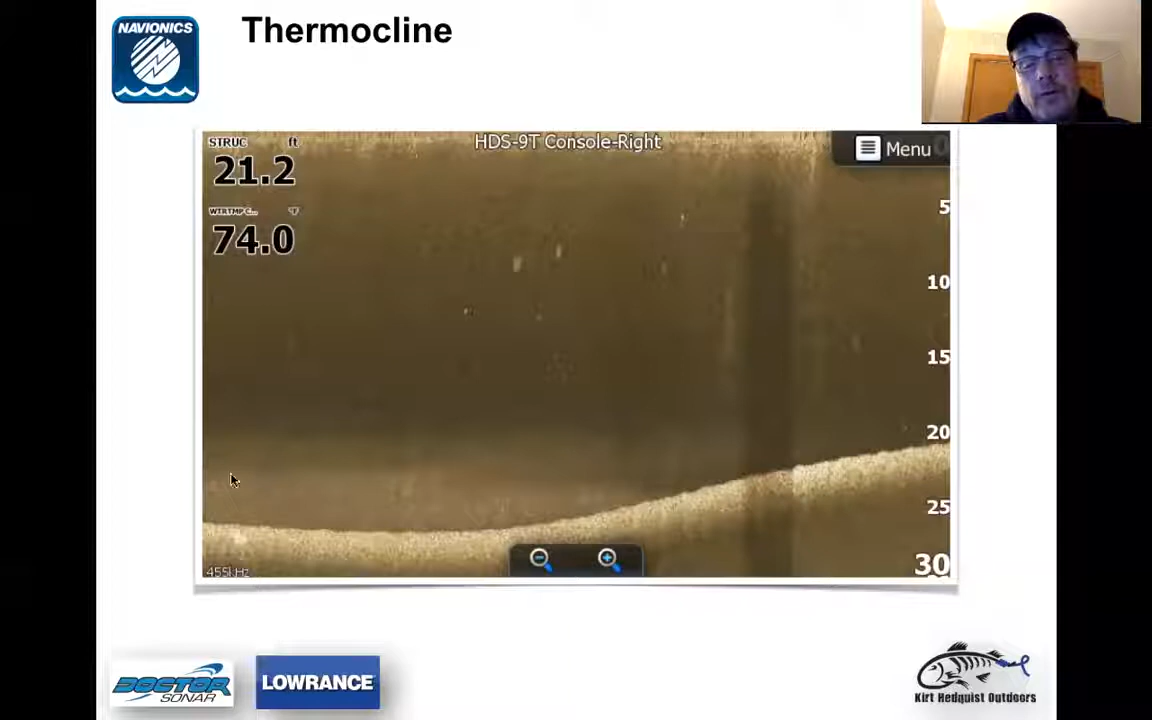 NAVIONICS
Thermocline
STRUC ft
21.2
HDS-9T Console-Right
Menu
°F
74.0
5
10
15
20
25
30
455kHz
DOCTOR
SONAR
LOWRANCE
Kirt Hedquist Outdoors